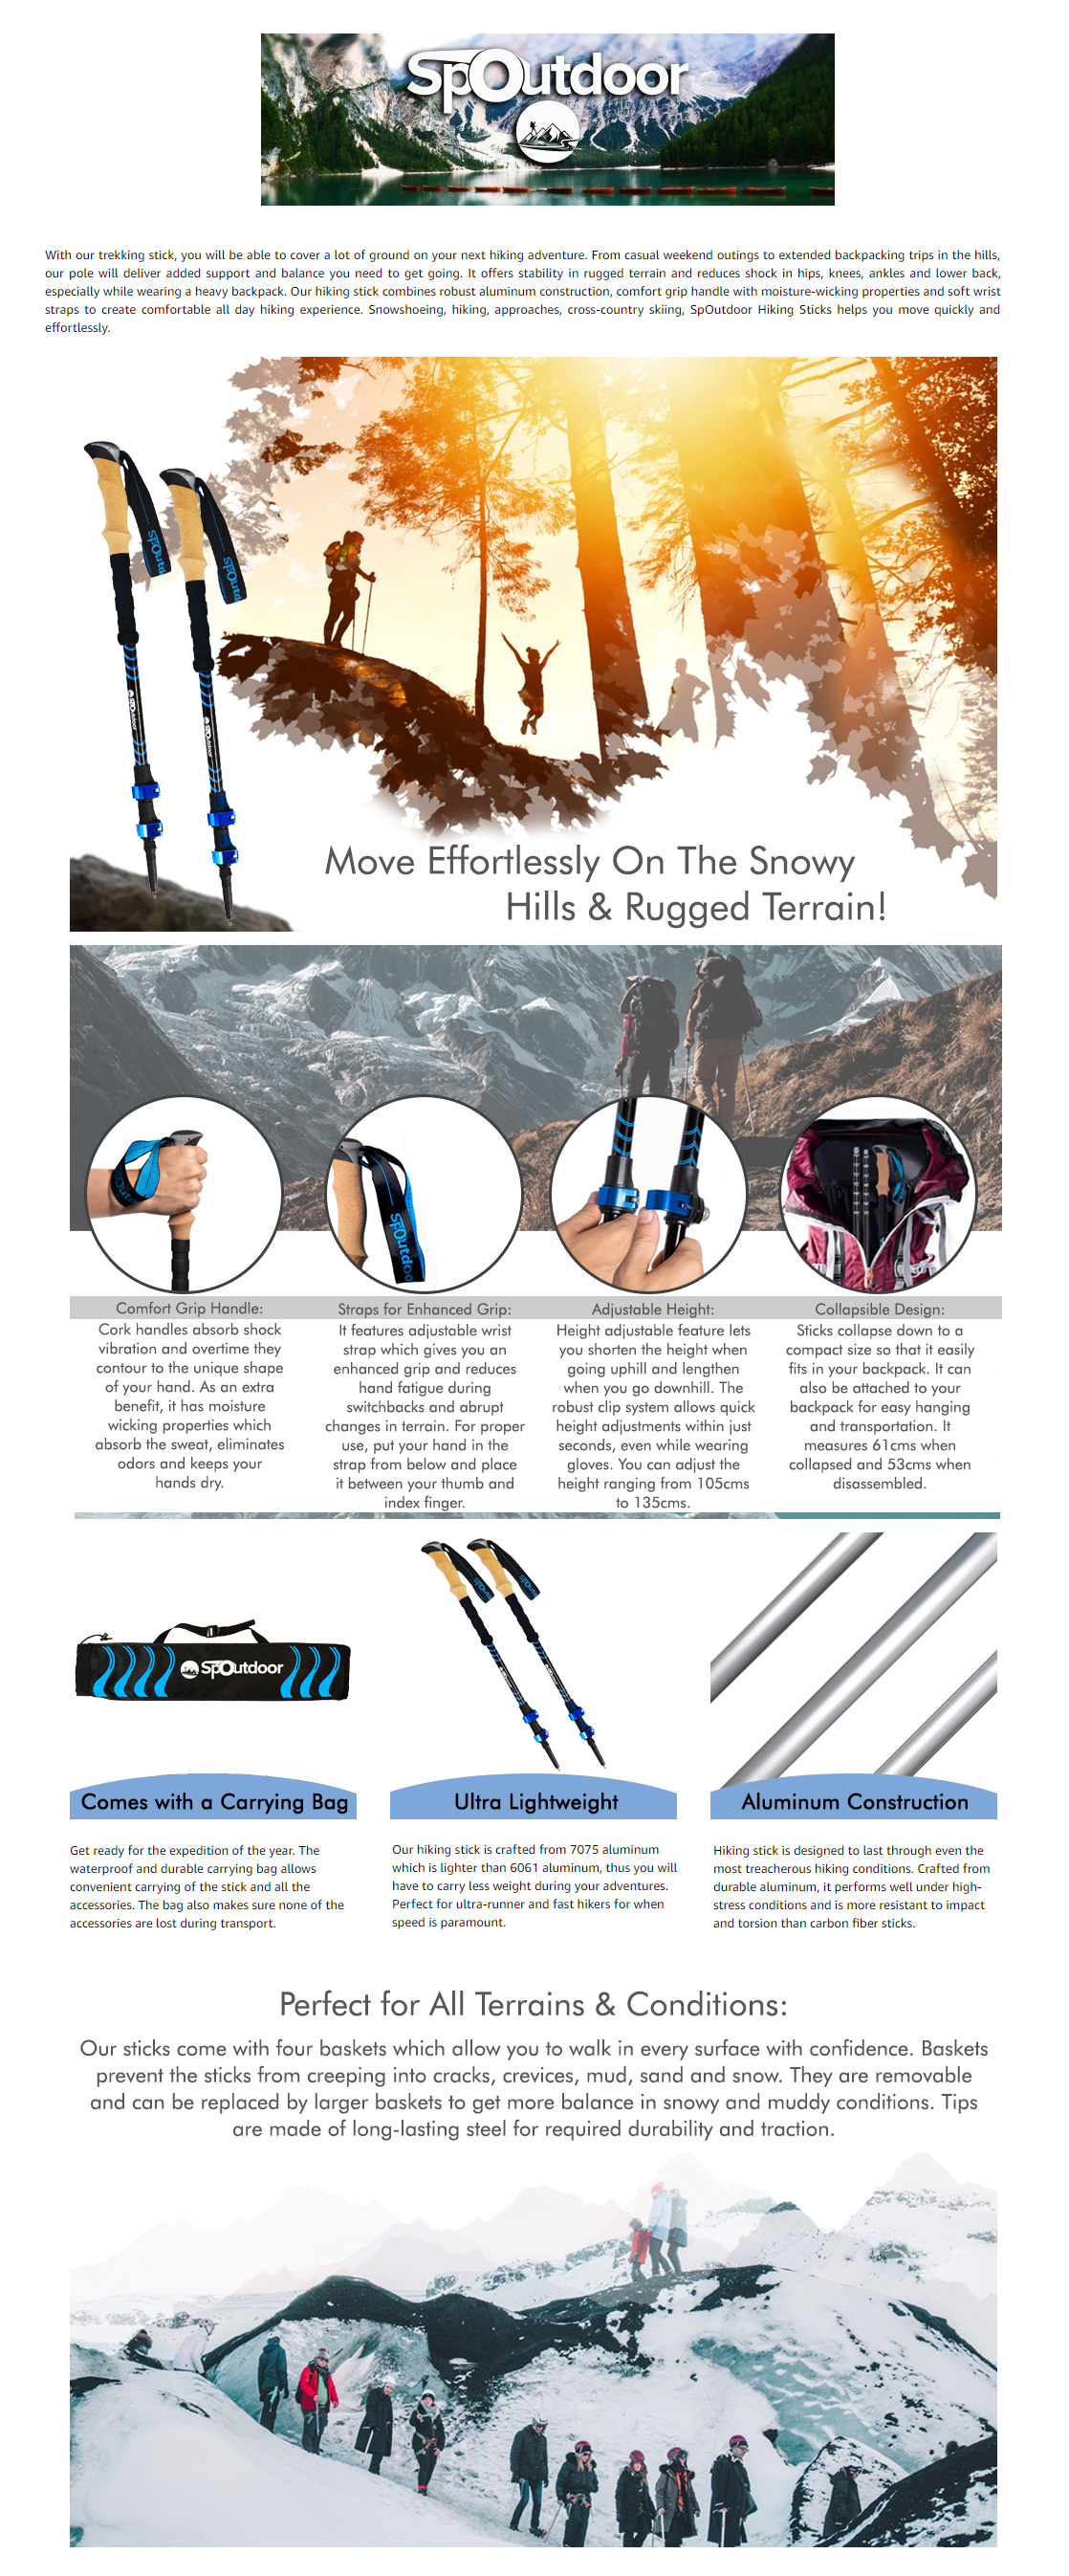 SpOutdoor
With our trekking stick, you will be able to cover a lot of ground on your next hiking adventure. From casual weekend outings to extended backpacking trips in the hills,
our pole will deliver added support and balance you need to get going. It offers stability in rugged terrain and reduces shock in hips, knees, ankles and lower back,
especially while wearing a heavy backpack. Our hiking stick combines robust aluminum construction, comfort grip handle with moisture-wicking properties and soft wrist
straps to create comfortable all day hiking experience. Snowshoeing, hiking, approaches, cross-country skiing, SpOutdoor Hiking Sticks helps you move quickly and
effortlessly.
SpOutdo
SpOutdo
SpOutdoor
SpOutdoor
Move Effortlessly On The Snowy
Hills & Rugged Terrain!
SpOutdoo
Comfort Grip Handle:
Cork handles absorb shock
vibration and overtime they
contour to the unique shape
of your hand. As an extra
benefit, it has moisture
wicking properties which
absorb the sweat, eliminates
odors and keeps your
hands dry.
Straps for Enhanced Grip:
It features adjustable wrist
strap which gives you an
enhanced grip and reduces
hand fatigue during
switchbacks and abrupt
changes in terrain. For proper
use, put your hand in the
strap from below and place
it between your thumb and
index finger.
Adjustable Height:
Height adjustable feature lets
you shorten the height when
going uphill and lengthen
when you go downhill. The
robust clip system allows quick
height adjustments within just
seconds, even while wearing
gloves. You can adjust the
height ranging from 105cms
to 135cms.
Collapsible Design:
Sticks collapse down to a
compact size so that it easily
fits in your backpack. It can
also be attached to your
backpack for easy hanging
and transportation. It
measures 61cms when
collapsed and 53cms when
disassembled.
SpOutdoor
Comes with a Carrying Bag
Get ready for the expedition of the year. The
waterproof and durable carrying bag allows
convenient carrying of the stick and all the
accessories. The bag also makes sure none of the
accessories are lost during transport.
Ultra Lightweight
Our hiking stick is crafted from 7075 aluminum
which is lighter than 6061 aluminum, thus you will
have to carry less weight during your adventures.
Perfect for ultra-runner and fast hikers for when
speed is paramount.
Aluminum Construction
Hiking stick is designed to last through even the
most treacherous hiking conditions. Crafted from
durable aluminum, it performs well under high-
stress conditions and is more resistant to impact
and torsion than carbon fiber sticks.
Perfect for All Terrains & Conditions:
Our sticks come with four baskets which allow you to walk in every surface with confidence. Baskets
prevent the sticks from creeping into cracks, crevices, mud, sand and snow. They are removable
and can be replaced by larger baskets to get more balance in snowy and muddy conditions. Tips
are made of long-lasting steel for required durability and traction.